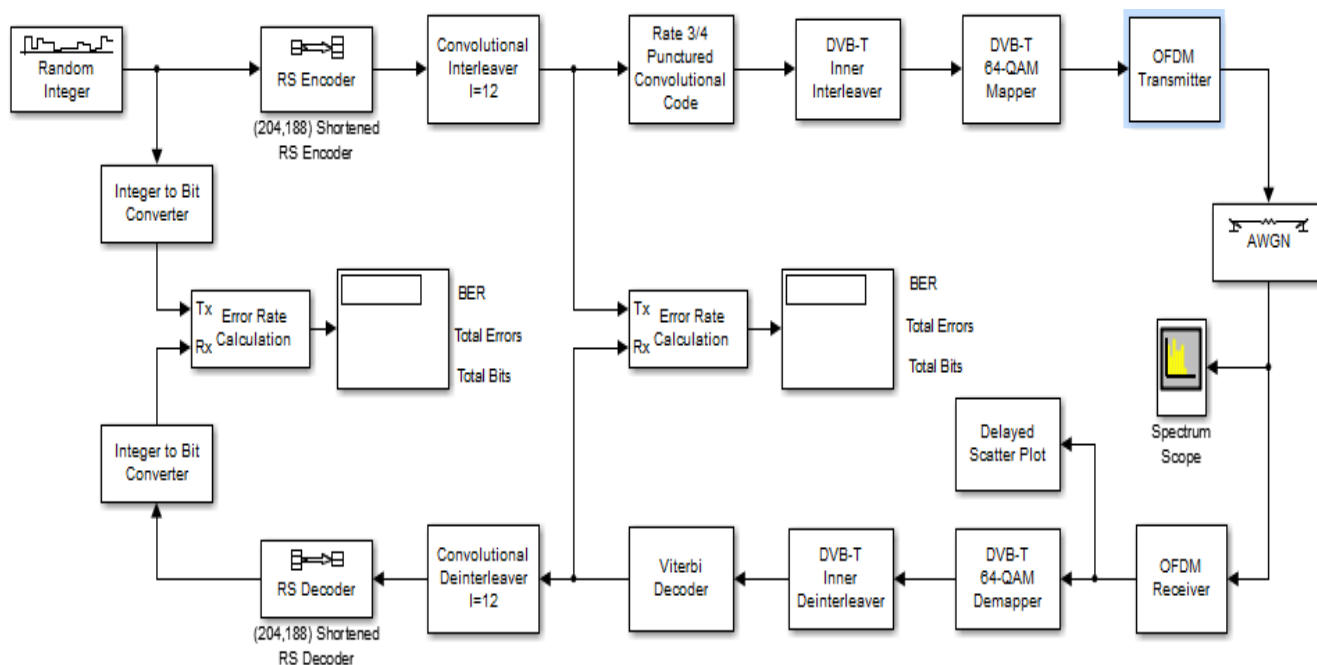 Random
Integer
RS Encoder
(204,188) Shortened
RS Encoder
Convolutional
Interleaver
I=12
Rate 3/4
Punctured
Convolutional
Code
DVB-T
Inner
Interleaver
DVB-T
64-QAM
Mapper
OFDM
Transmitter
Integer to Bit
Converter
AWGN
Tx
Rx
Error Rate
Calculation
BER
Total Errors
Total Bits
Tx
Rx
Error Rate
Calculation
BER
Total Errors
Total Bits
Spectrum
Scope
Delayed
Scatter Plot
Integer to Bit
Converter
RS Decoder
(204,188) Shortened
RS Decoder
Convolutional
Deinterleaver
I=12
Viterbi
Decoder
DVB-T
Inner
Deinterleaver
DVB-T
64-QAM
Demapper
OFDM
Receiver